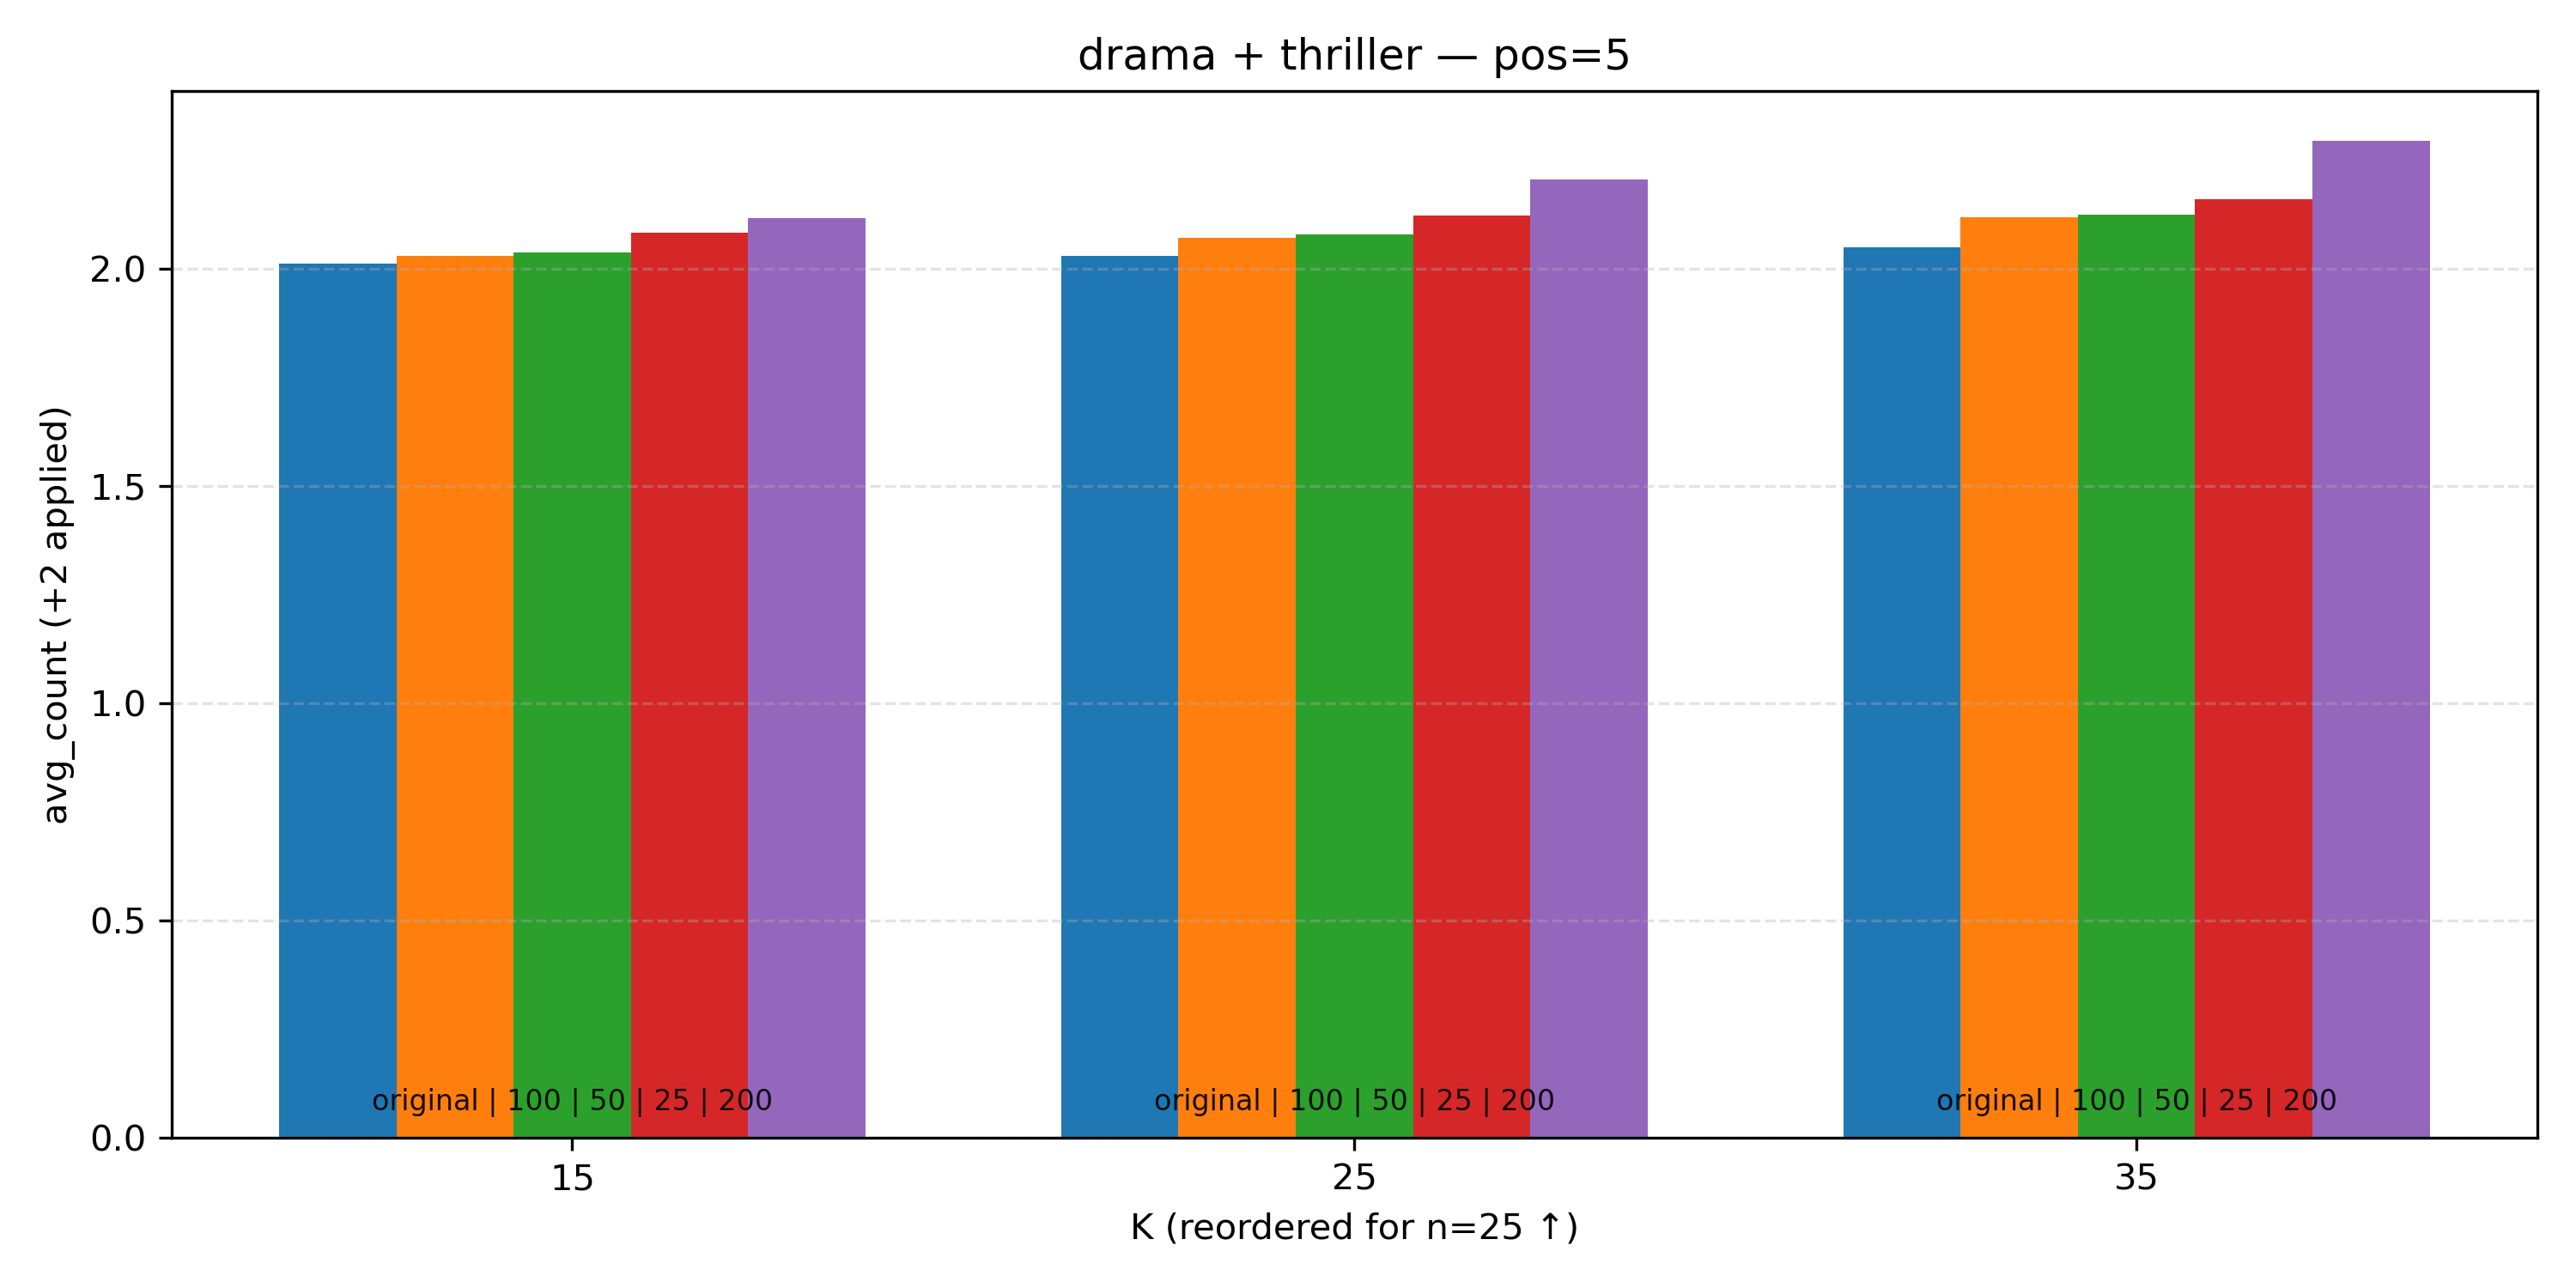 drama + thriller — pos=5
avg_count (+2 applied)
2.0
1.5
1.0
0.5
0.0
original | 100 | 50 | 25 | 200
original | 100 | 50 | 25 | 200
original | 100 | 50 | 25 | 200
15
25
35
K (reordered for n=25 ↑)